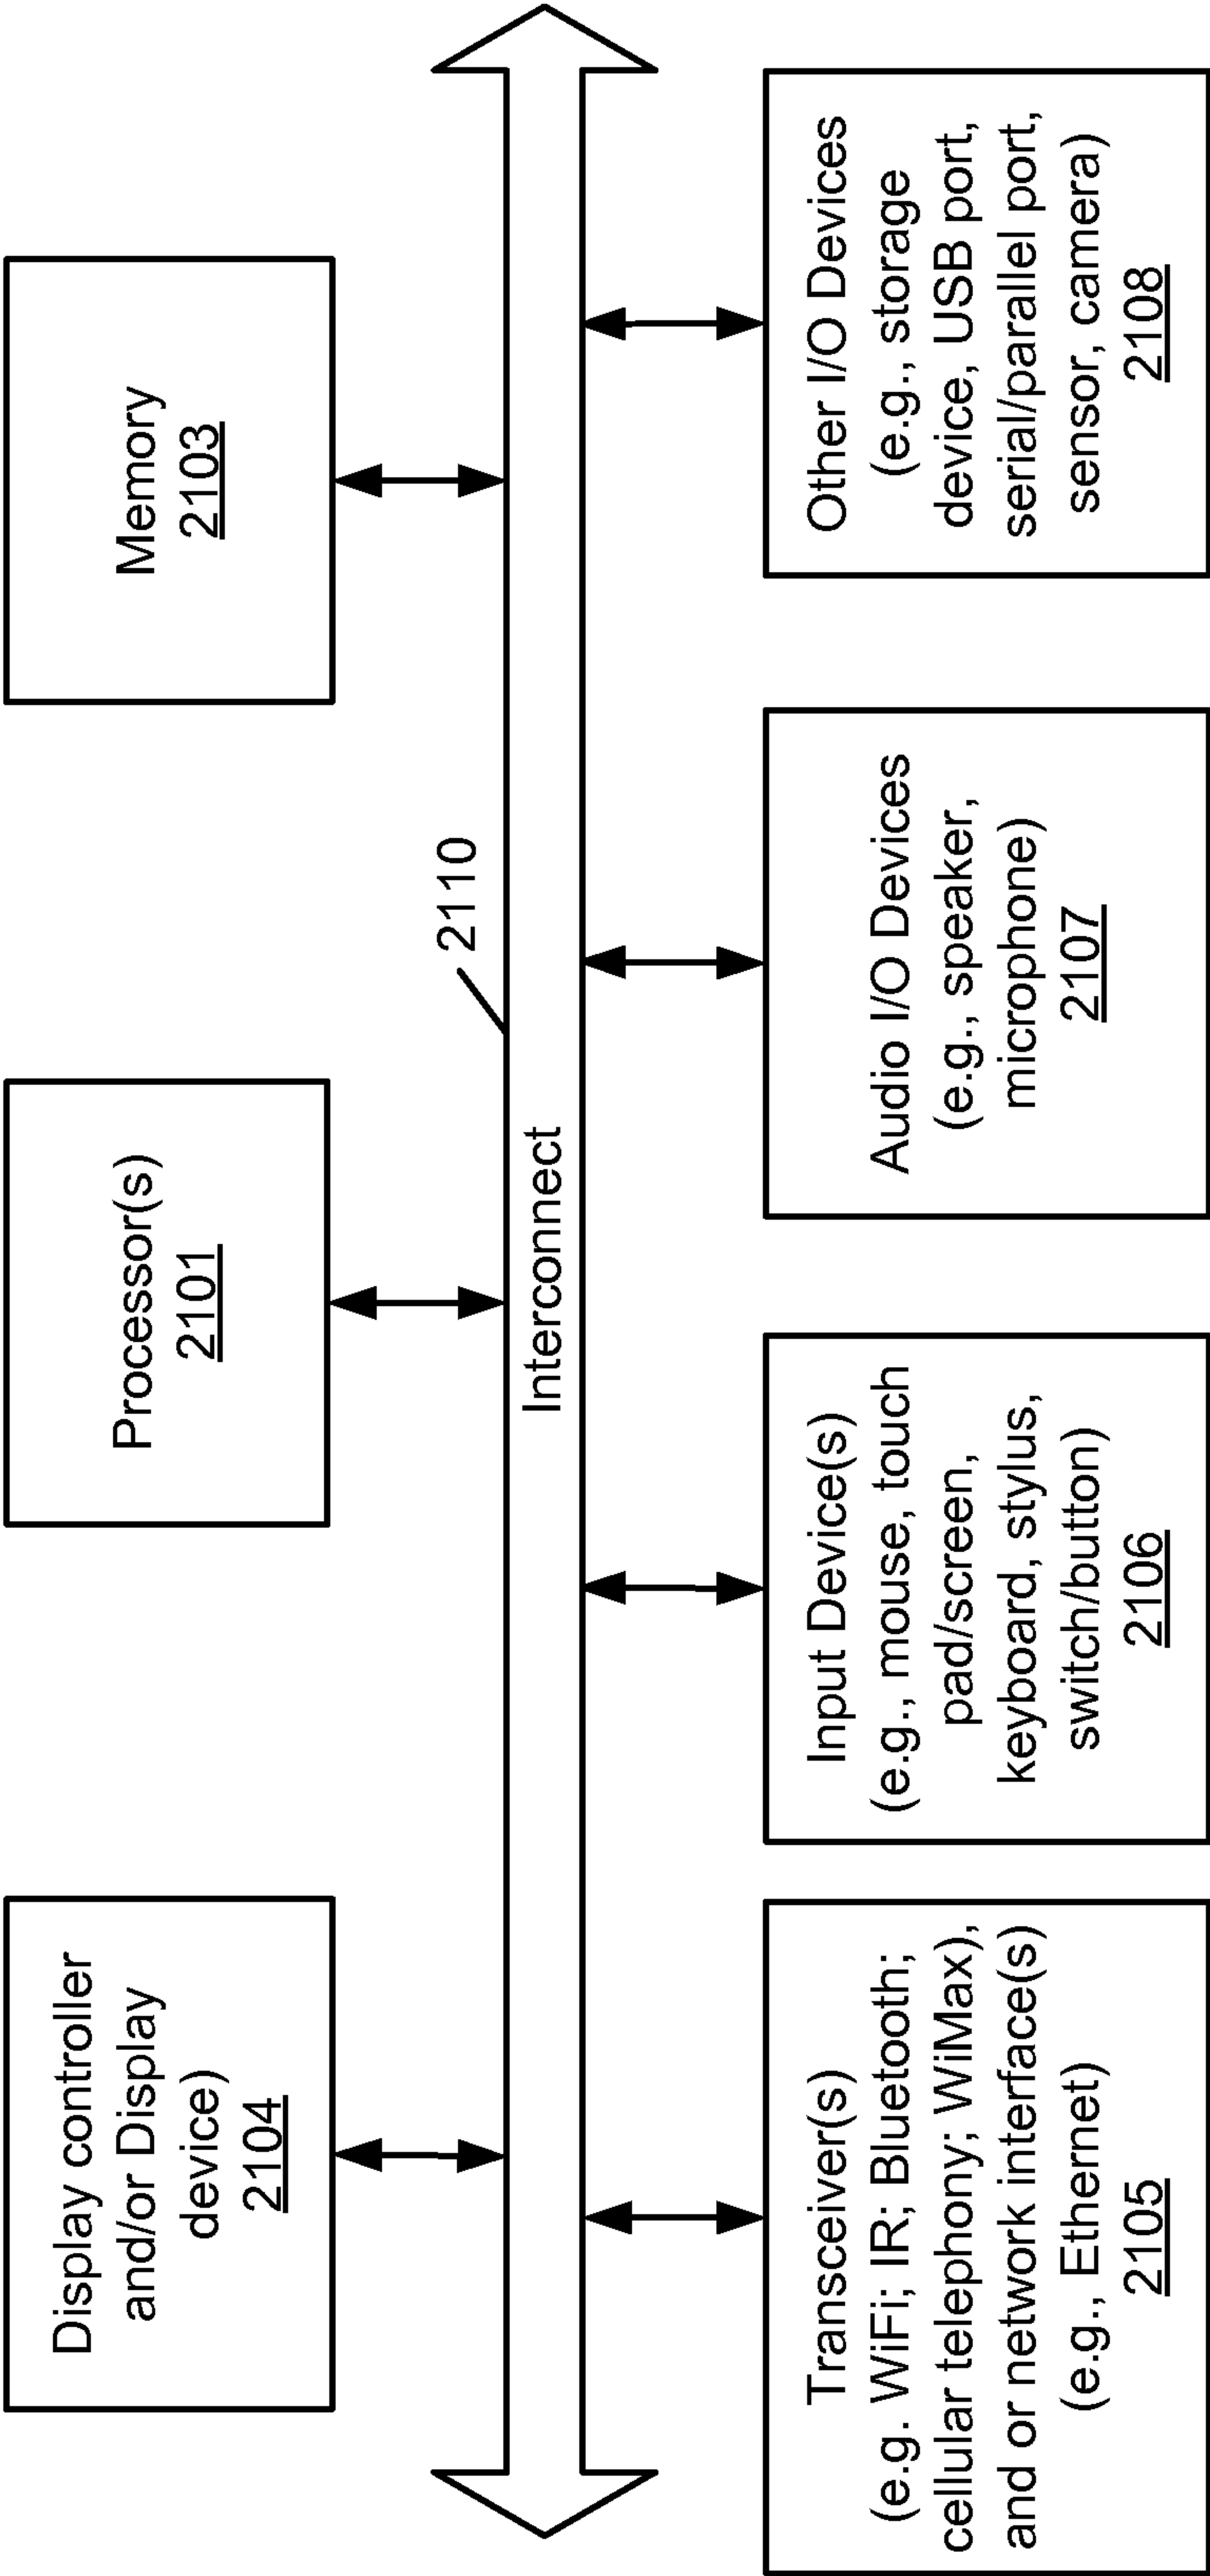 Display controller
and/or Display
device)
2104
Processor(s)
2101
Memory
2103
2110
Interconnect
Transceiver(s)
(e.g. WiFi; IR; Bluetooth;
cellular telephony; WiMax),
and or network interface(s)
(e.g., Ethernet)
2105
Input Device(s)
(e.g., mouse, touch
pad/screen,
keyboard, stylus,
switch/button)
2106
Audio I/O Devices
(e.g., speaker,
microphone)
2107
Other I/O Devices
(e.g., storage
device, USB port,
serial/parallel port,
sensor, camera)
2108